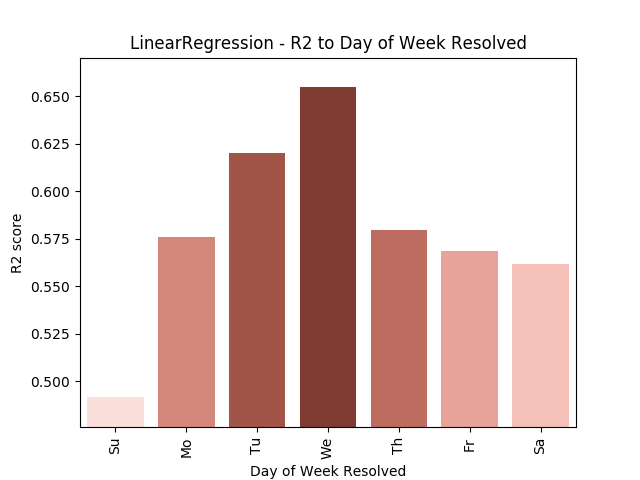 LinearRegression - R2 to Day of Week Resolved
R2 score
0.650
0.625
0.600
0.575
0.550
0.525
0.500
Su
Mo
Tu
We
Th
Fr
Sa
Day of Week Resolved